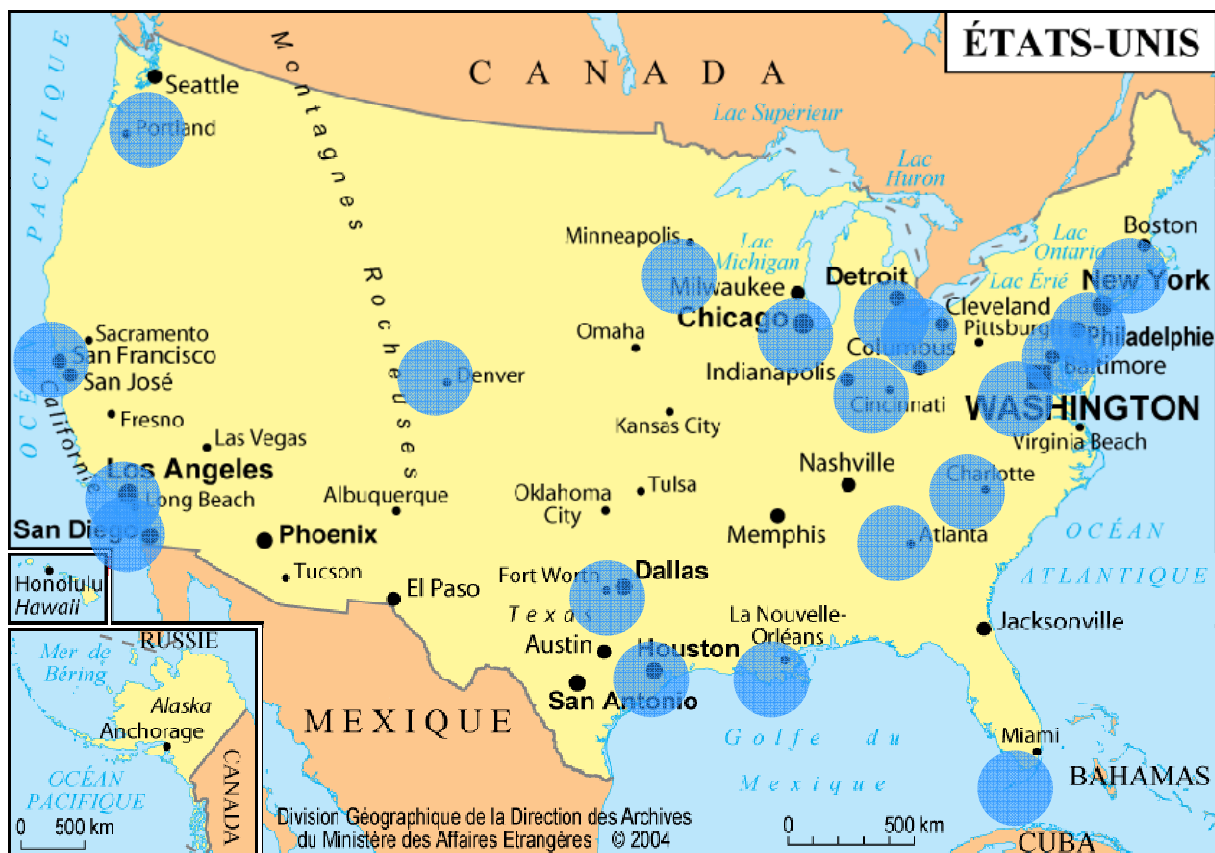 ÉTATS-UNIS
CANADA
OCÉAN PACIFIQUE
Montagnes Rocheuses
Seattle
Portland
Lac Supérieur
Lac
Huron
Lac
Michigan
Lac
Ontario
Lac Érié
Boston
Minneapolis
Milwaukee
Detroit
New York
Chicago
Cleveland
Pittsburgh
Philadelphie
Sacramento
San Francisco
San José
Omaha
Columbus
Baltimore
Denver
Indianapolis
Cincinnati
WASHINGTON
Californie
Fresno
Kansas City
Virginia Beach
Las Vegas
Los Angeles
Long Beach
Albuquerque
Oklahoma
City
Tulsa
Nashville
Charlotte
San Diego
Phoenix
Memphis
Atlanta
OCÉAN
ATLANTIQUE
Tucson
El Paso
Fort Worth
Dallas
Texas
Honolulu
Hawaii
La Nouvelle-
Orléans
Jacksonville
Austin
Houston
San Antonio
RUSSIE
Mer de
Béring
Alaska
Anchorage
CANADA
OCÉAN
PACIFIQUE
0 500 km
MEXIQUE
Golfe du
Mexique
Miami
BAHAMAS
CUBA
Division Géographique de la Direction des Archives
du Ministère des Affaires Etrangères © 2004
0 500 km